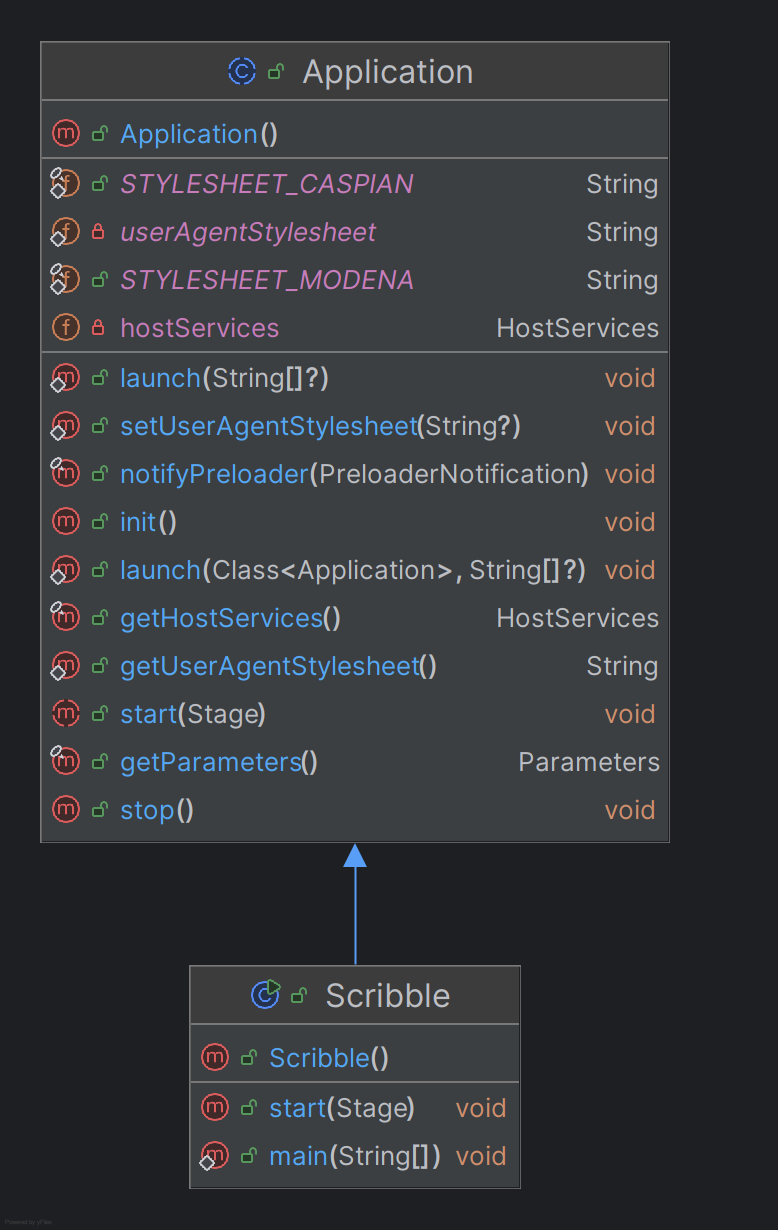 Application
Application()
STYLESHEET_CASPIAN String
userAgentStylesheet String
STYLESHEET_MODENA String
hostServices HostServices
launch(String[]?) void
setUserAgentStylesheet(String?) void
notifyPreloader(PreloaderNotification) void
init() void
launch(Class<Application>, String[]?) void
getHostServices() HostServices
getUserAgentStylesheet() String
start(Stage) void
getParameters() Parameters
stop() void
Scribble
Scribble()
start(Stage) void
main(String[]) void
Powered by yFiles